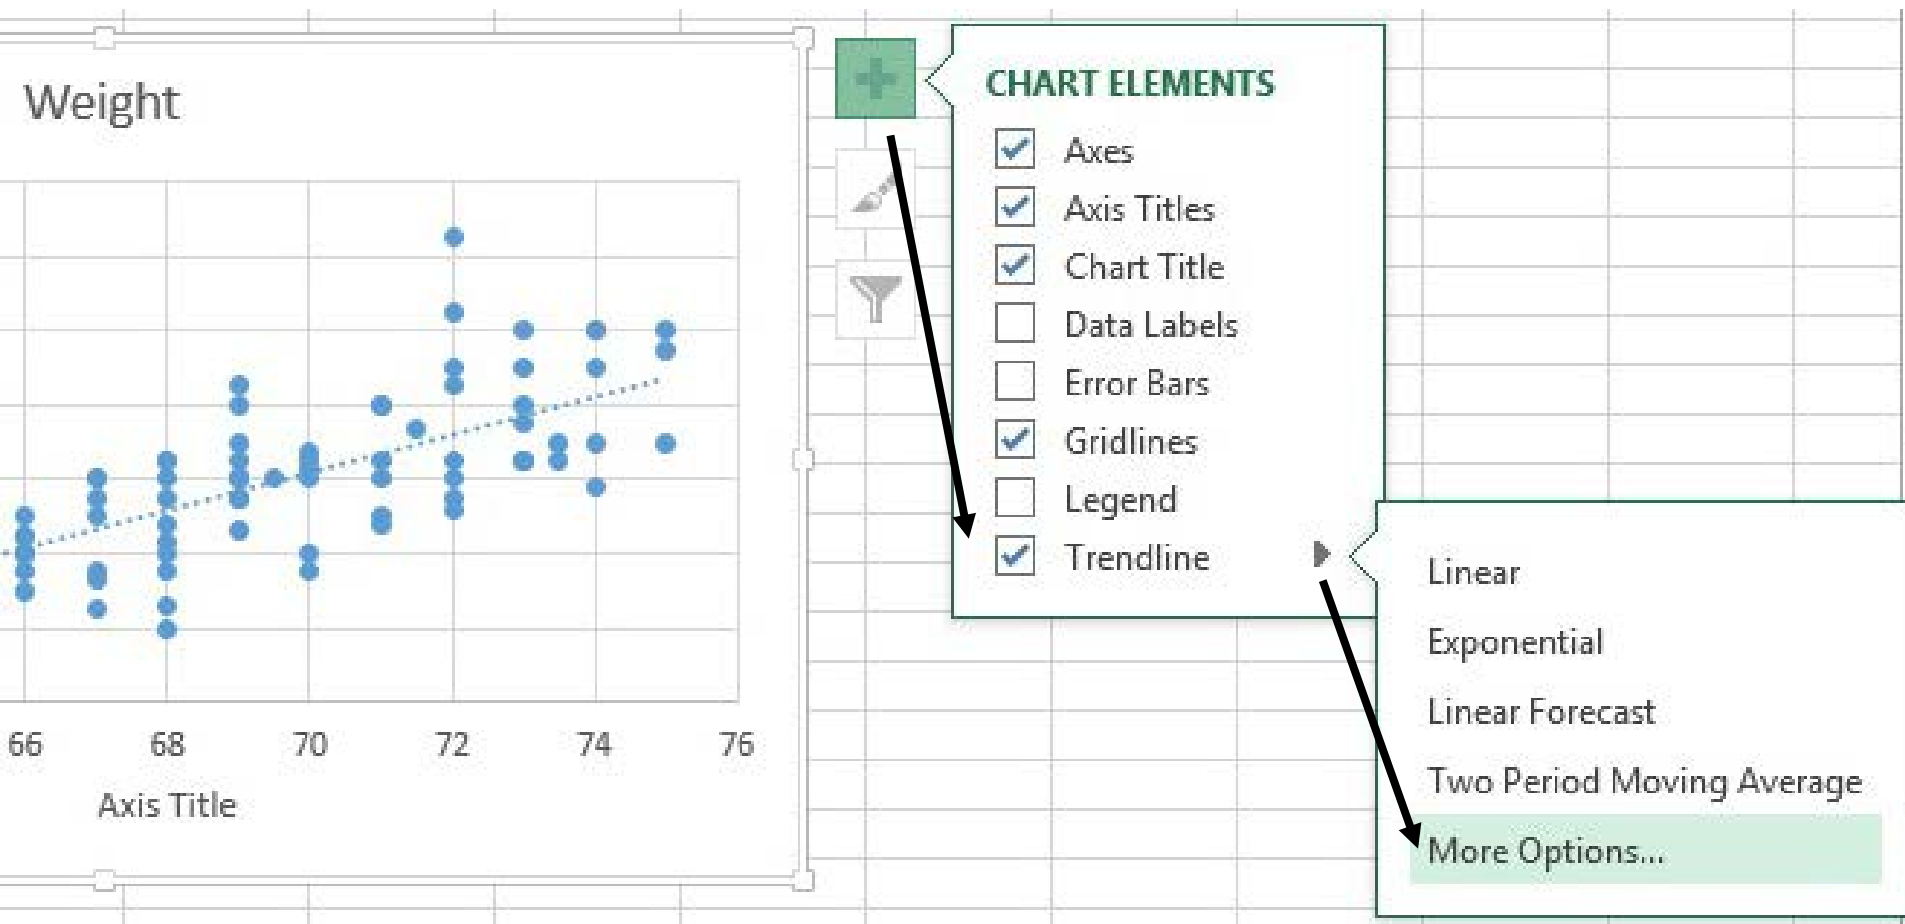 Weight
66 68 70 72 74 76
Axis Title
CHART ELEMENTS
Axes
Axis Titles
Chart Title
Data Labels
Error Bars
Gridlines
Legend
Trendline
Linear
Exponential
Linear Forecast
Two Period Moving Average
More Options...